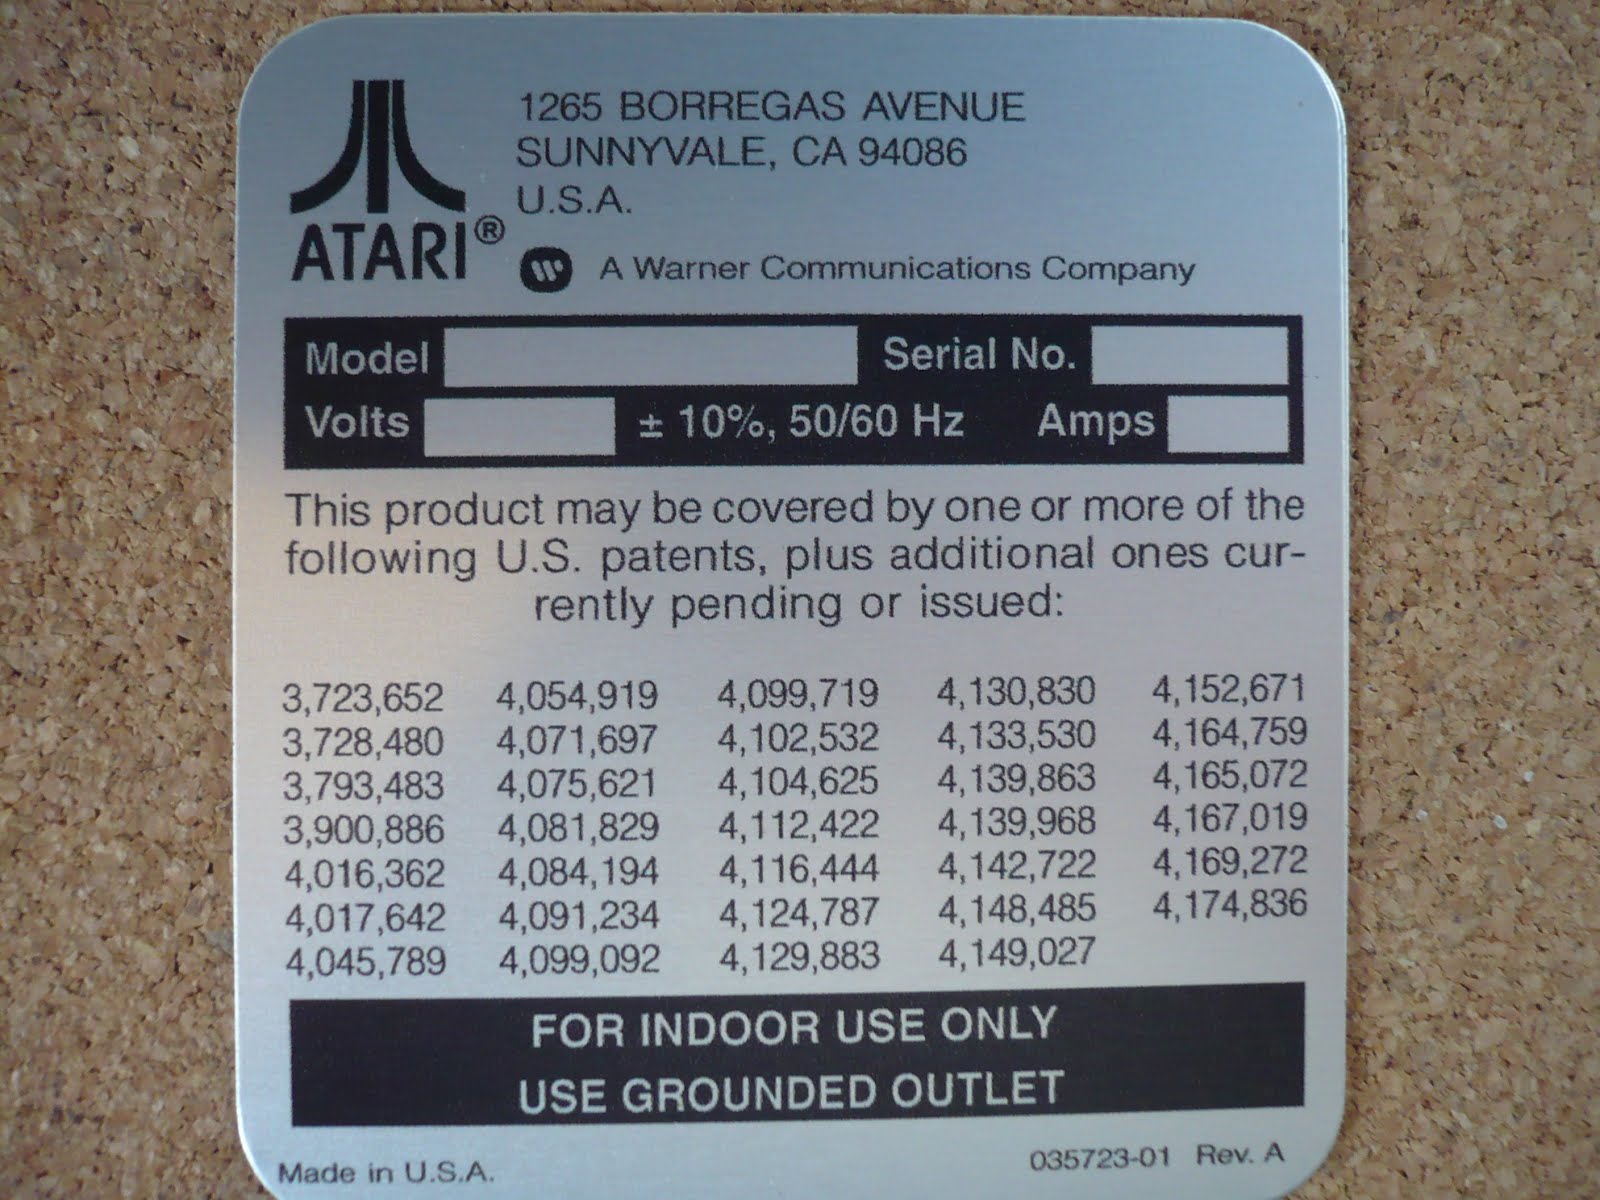 1265 BORREGAS AVENUE
SUNNYVALE, CA 94086
U.S.A.
ATARI®
W A Warner Communications Company
Model Serial No.
Volts ± 10%, 50/60 Hz Amps
This product may be covered by one or more of the
following U.S. patents, plus additional ones cur-
rently pending or issued:
3,723,652 4,054,919 4,099,719 4,130,830 4,152,671
3,728,480 4,071,697 4,102,532 4,133,530 4,164,759
3,793,483 4,075,621 4,104,625 4,139,863 4,165,072
3,900,886 4,081,829 4,112,422 4,139,968 4,167,019
4,016,362 4,084,194 4,116,444 4,142,722 4,169,272
4,017,642 4,091,234 4,124,787 4,148,485 4,174,836
4,045,789 4,099,092 4,129,883 4,149,027
FOR INDOOR USE ONLY
USE GROUNDED OUTLET
Made in U.S.A. 035723-01 Rev. A